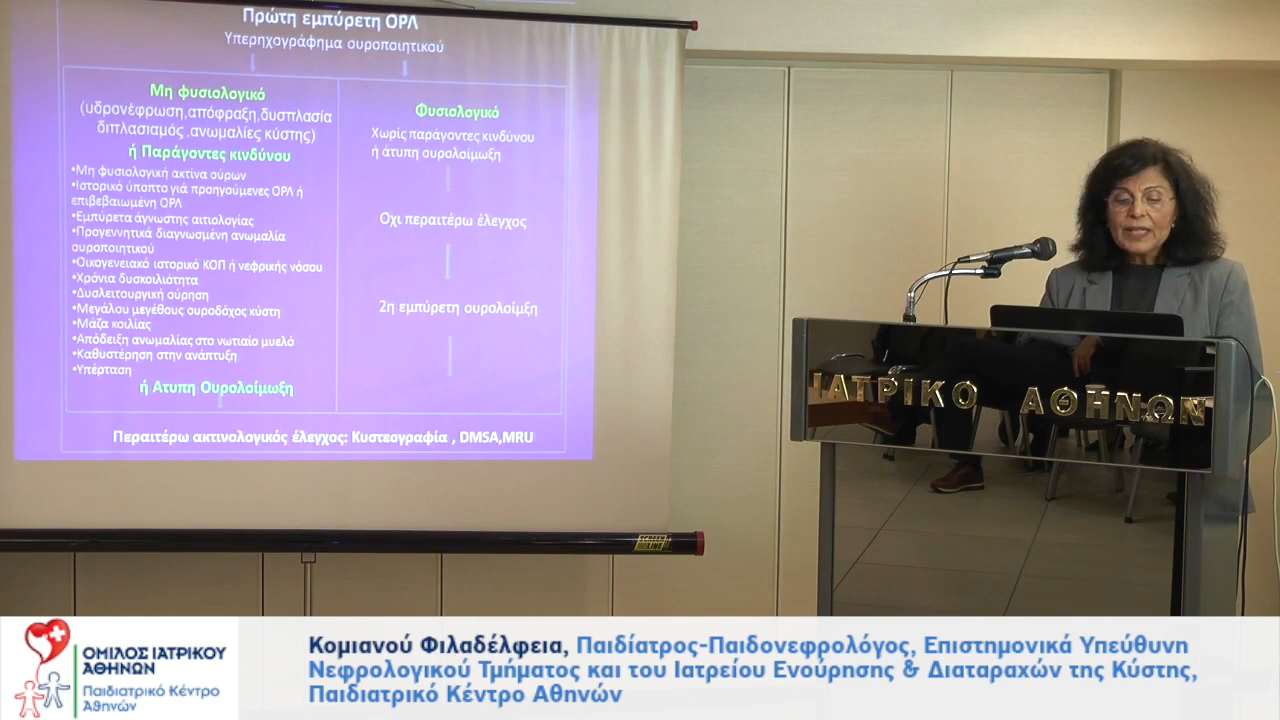 Πρώτη εμπύρετη ΟΡΛ
Υπερηχογράφημα ουροποιητικού
Μη φυσιολογικό
(υδρονέφρωση,απόφραξη,δυσπλασία
διπλασιαμός ,ανωμαλίες κύστης)
ή Παράγοντες κινδύνου
•Μη φυσιολογική ακτίνα ούρων
•Ιστορικό ύποπτο γιά προηγούμενες ΟΡΛ ή
επιβεβαιωμένη ΟΡΛ
•Εμπύρετα άγνωστης αιτιολογίας
•Προγεννητικά διαγνωσμένη ανωμαλία
ουροποιητικού
•Οικογενειακό ιστορικό ΚΟΠ ή νεφρικής νόσου
•Χρόνια δυσκοιλιότητα
•Δυσλειτουργική ούρηση
•Μεγάλου μεγέθους ουροδόχος κύστη
•Μάζα κοιλίας
•Απόδειξη ανωμαλίας στο νωτιαίο μυελό
•Καθυστέρηση στην ανάπτυξη
•Υπέρταση
ή Ατυπη Ουρολοίμωξη
Φυσιολογικό
Χωρίς παράγοντες κινδύνου
ή άτυπη ουρολοίμωξη
Οχι περαιτέρω έλεγχος
2η εμπύρετη ουρολοίμξη
Περαιτέρω ακτινολογικός έλεγχος: Κυστεογραφία , DMSA,MRU
SCREEN
LINE
ΙΑΤΡΙΚΟ ΑΘΗΝΩΝ
ΟΜΙΛΟΣ ΙΑΤΡΙΚΟΥ
ΑΘΗΝΩΝ
Παιδιατρικό Κέντρο
Αθηνών
Κομιανού Φιλαδέλφεια, Παιδίατρος-Παιδονεφρολόγος, Επιστημονικά Υπεύθυνη
Νεφρολογικού Τμήματος και του Ιατρείου Ενούρησης & Διαταραχών της Κύστης,
Παιδιατρικό Κέντρο Αθηνών